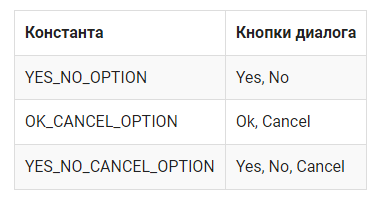 Константа Кнопки диалога
YES_NO_OPTION Yes, No
OK_CANCEL_OPTION Ok, Cancel
YES_NO_CANCEL_OPTION Yes, No, Cancel